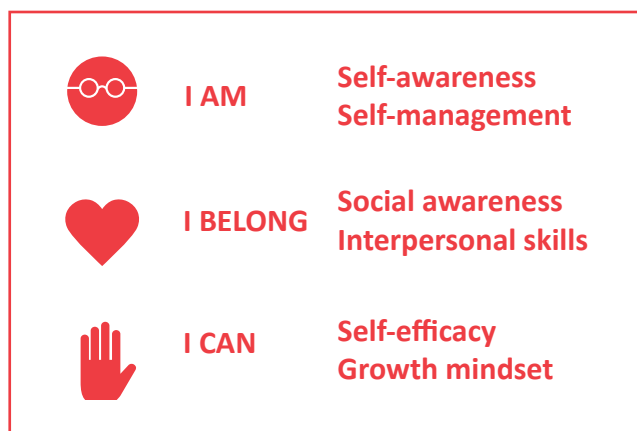 I AM
Self-awareness
Self-management
I BELONG
Social awareness
Interpersonal skills
I CAN
Self-efficacy
Growth mindset